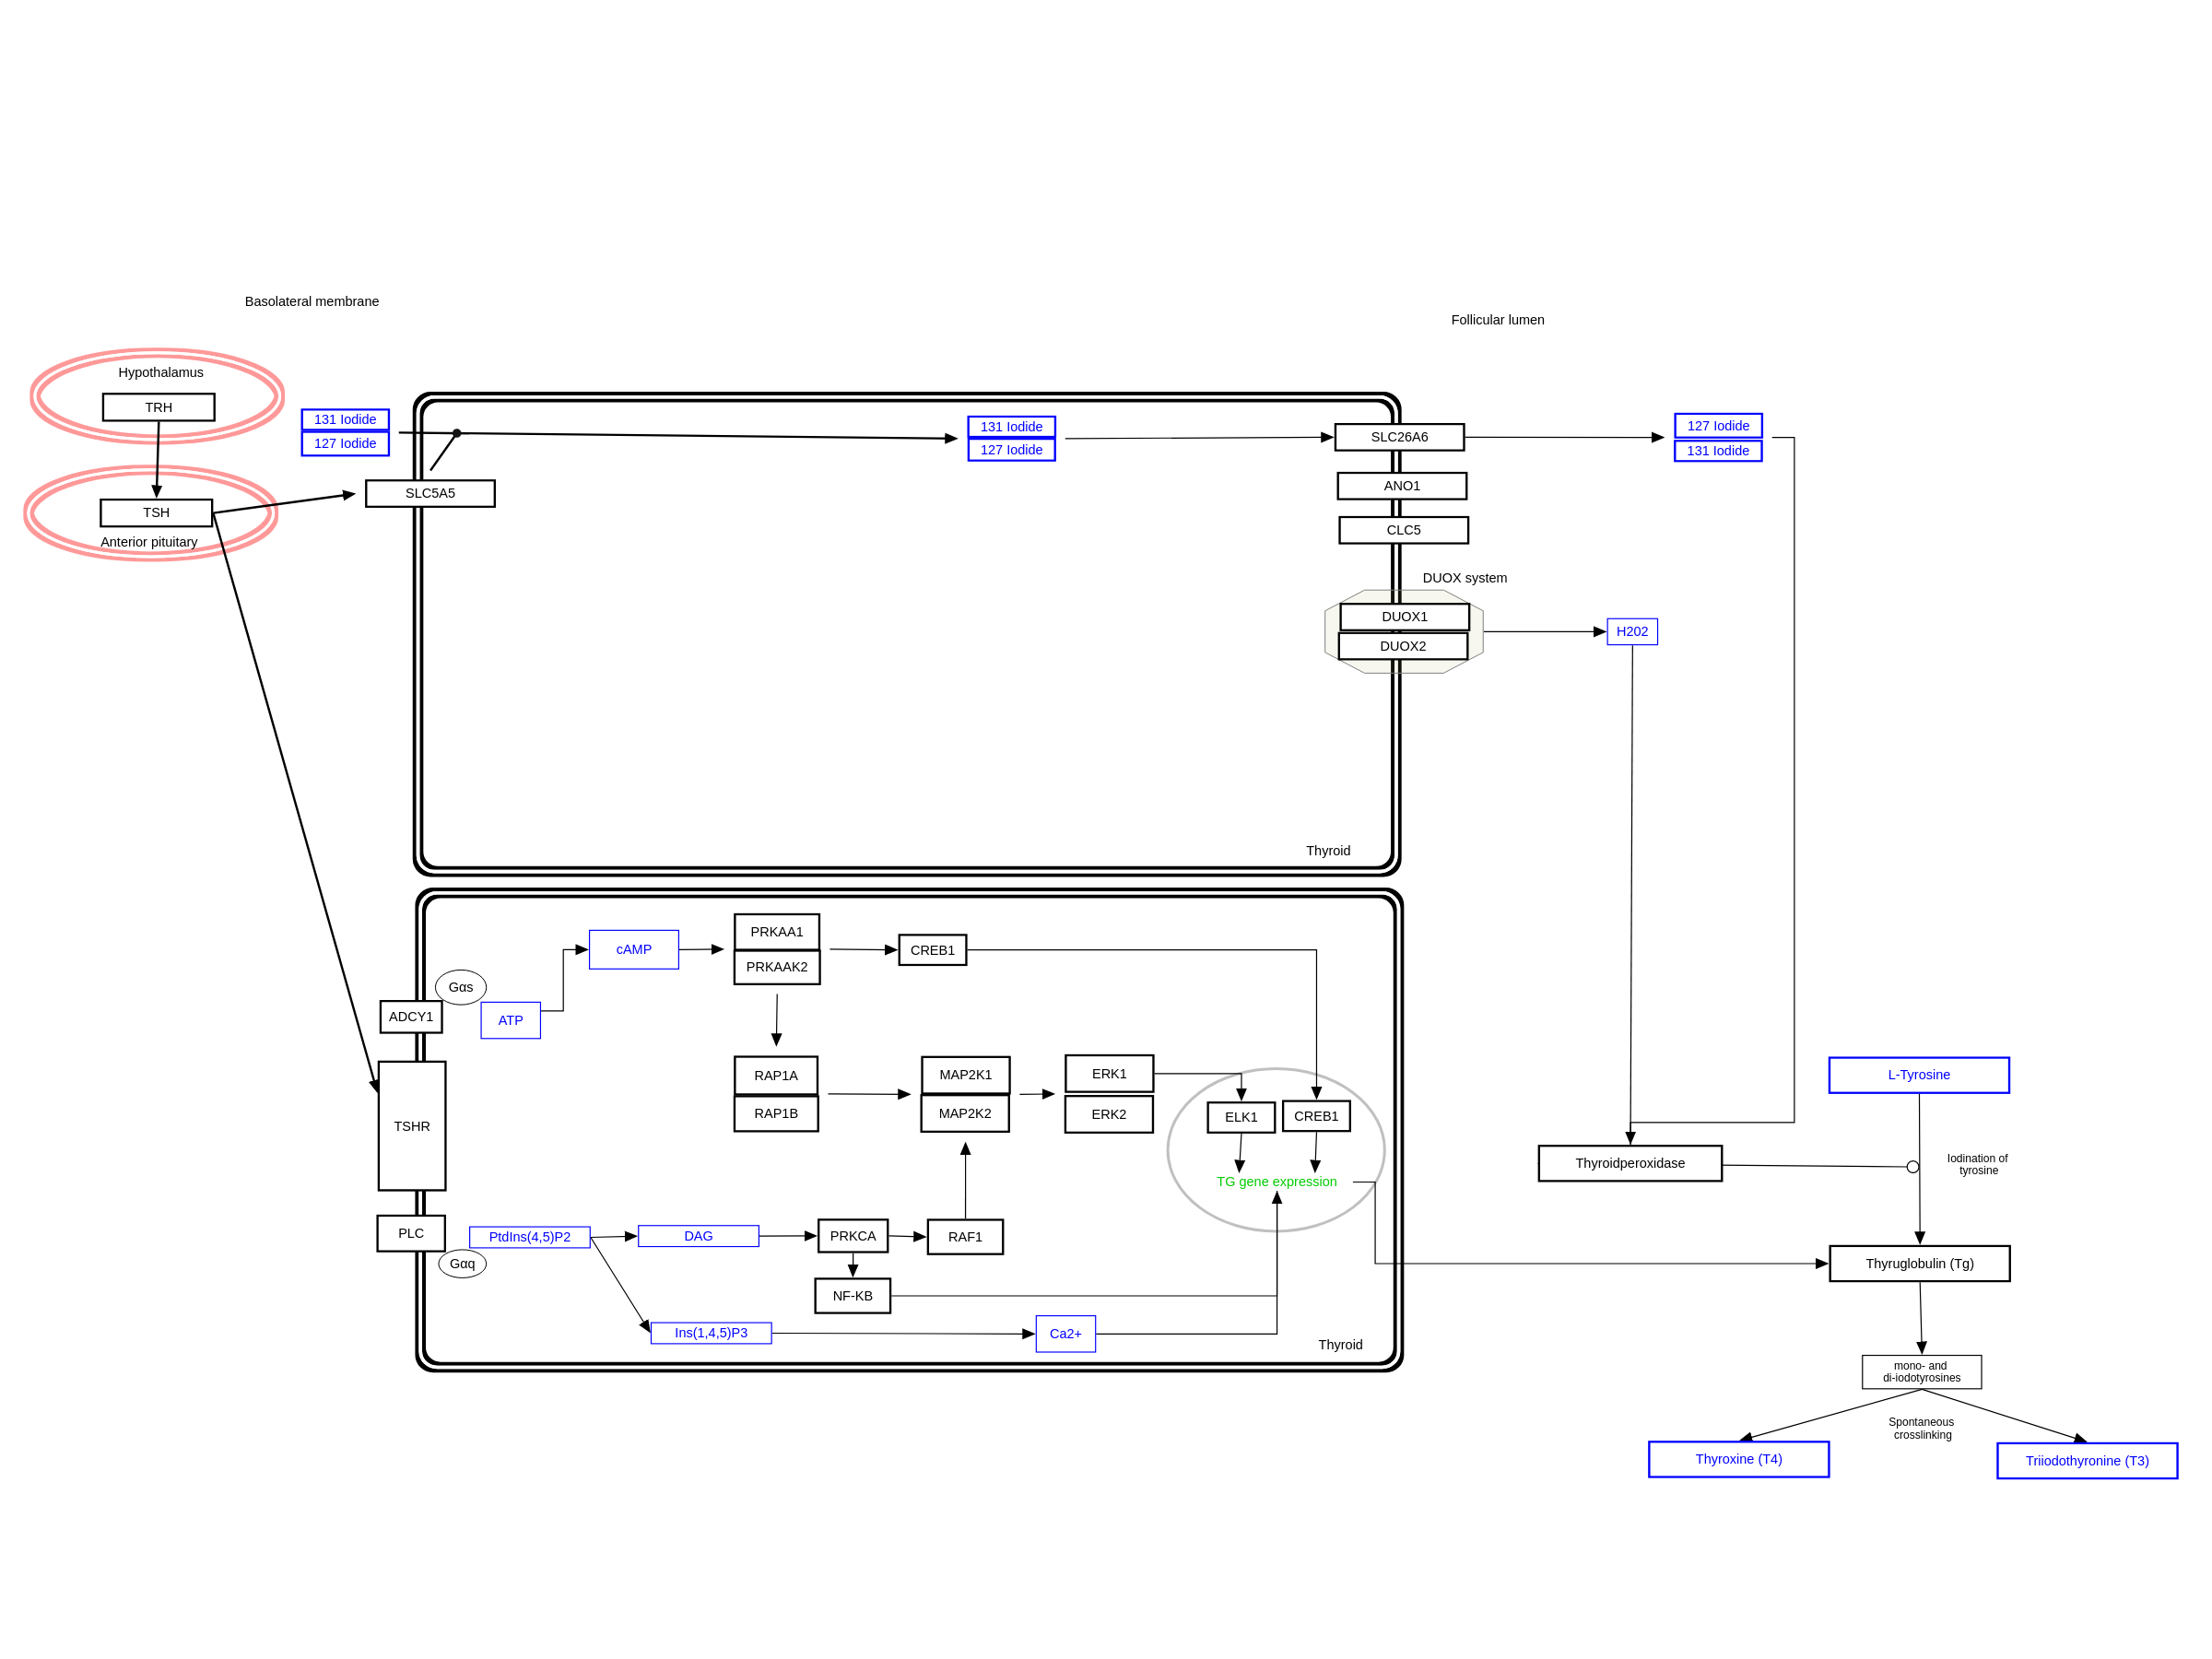 Basolateral membrane
Follicular lumen
Hypothalamus
TRH
TSH
Anterior pituitary
131 Iodide
127 Iodide
SLC5A5
131 Iodide
127 Iodide
SLC26A6
ANO1
CLC5
127 Iodide
131 Iodide
DUOX system
DUOX1
DUOX2
H202
Thyroid
cAMP
PRKAA1
PRKAAK2
CREB1
Gαs
ADCY1
ATP
TSHR
RAP1A
RAP1B
MAP2K1
MAP2K2
ERK1
ERK2
ELK1
CREB1
TG gene expression
PLC
Gαq
PtdIns(4,5)P2
DAG
PRKCA
RAF1
NF-KB
Ins(1,4,5)P3
Ca2+
Thyroid
L-Tyrosine
Thyroidperoxidase
Iodination of
tyrosine
Thyruglobulin (Tg)
mono- and
di-iodotyrosines
Spontaneous
crosslinking
Thyroxine (T4)
Triiodothyronine (T3)